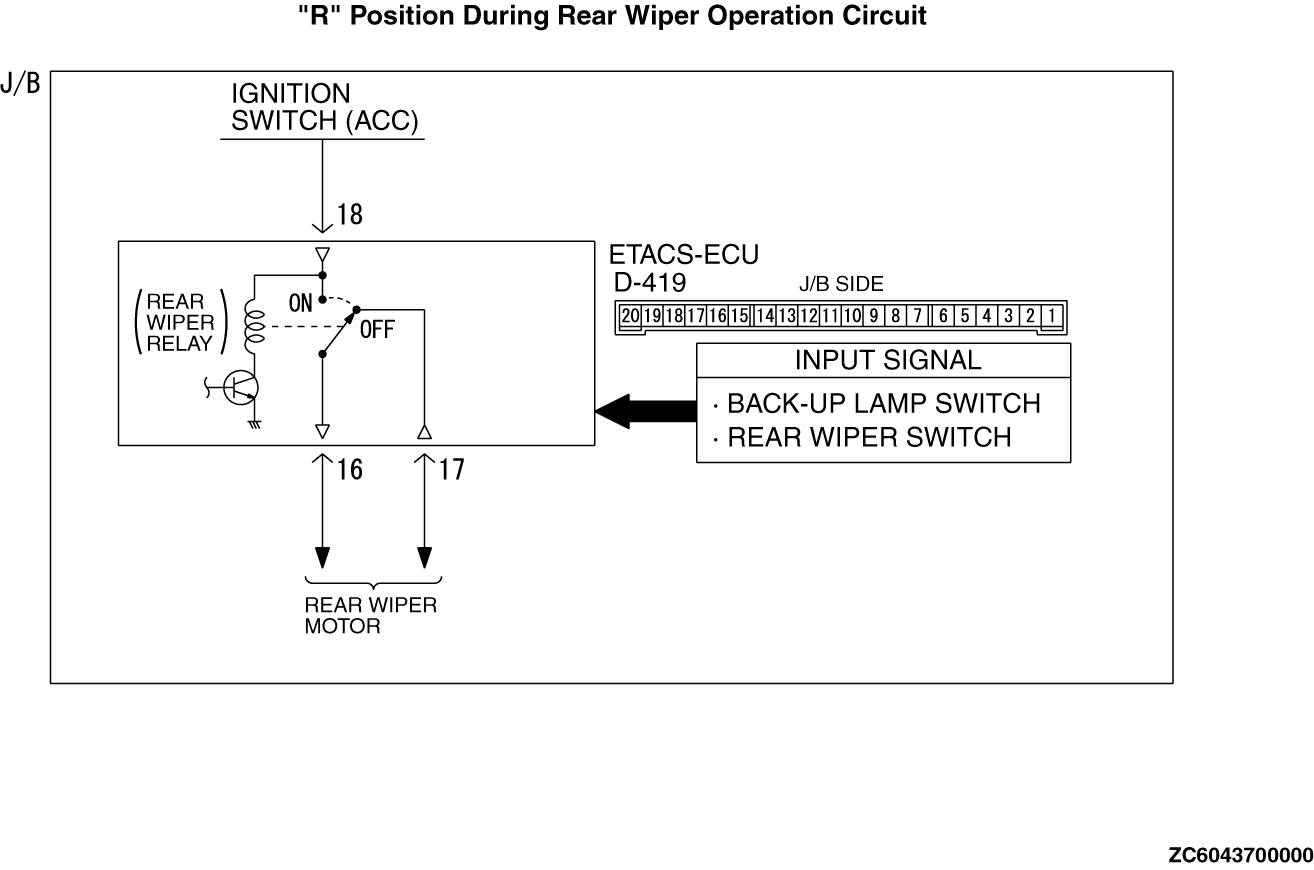 "R" Position During Rear Wiper Operation Circuit
J/B
IGNITION
SWITCH (ACC)
18
ETACS-ECU
D-419
J/B SIDE
20 19 18 17 16 15 14 13 12 11 10 9 8 7 6 5 4 3 2 1
(REAR
WIPER
RELAY)
ON
OFF
INPUT SIGNAL
· BACK-UP LAMP SWITCH
· REAR WIPER SWITCH
16
17
REAR WIPER
MOTOR
ZC6043700000